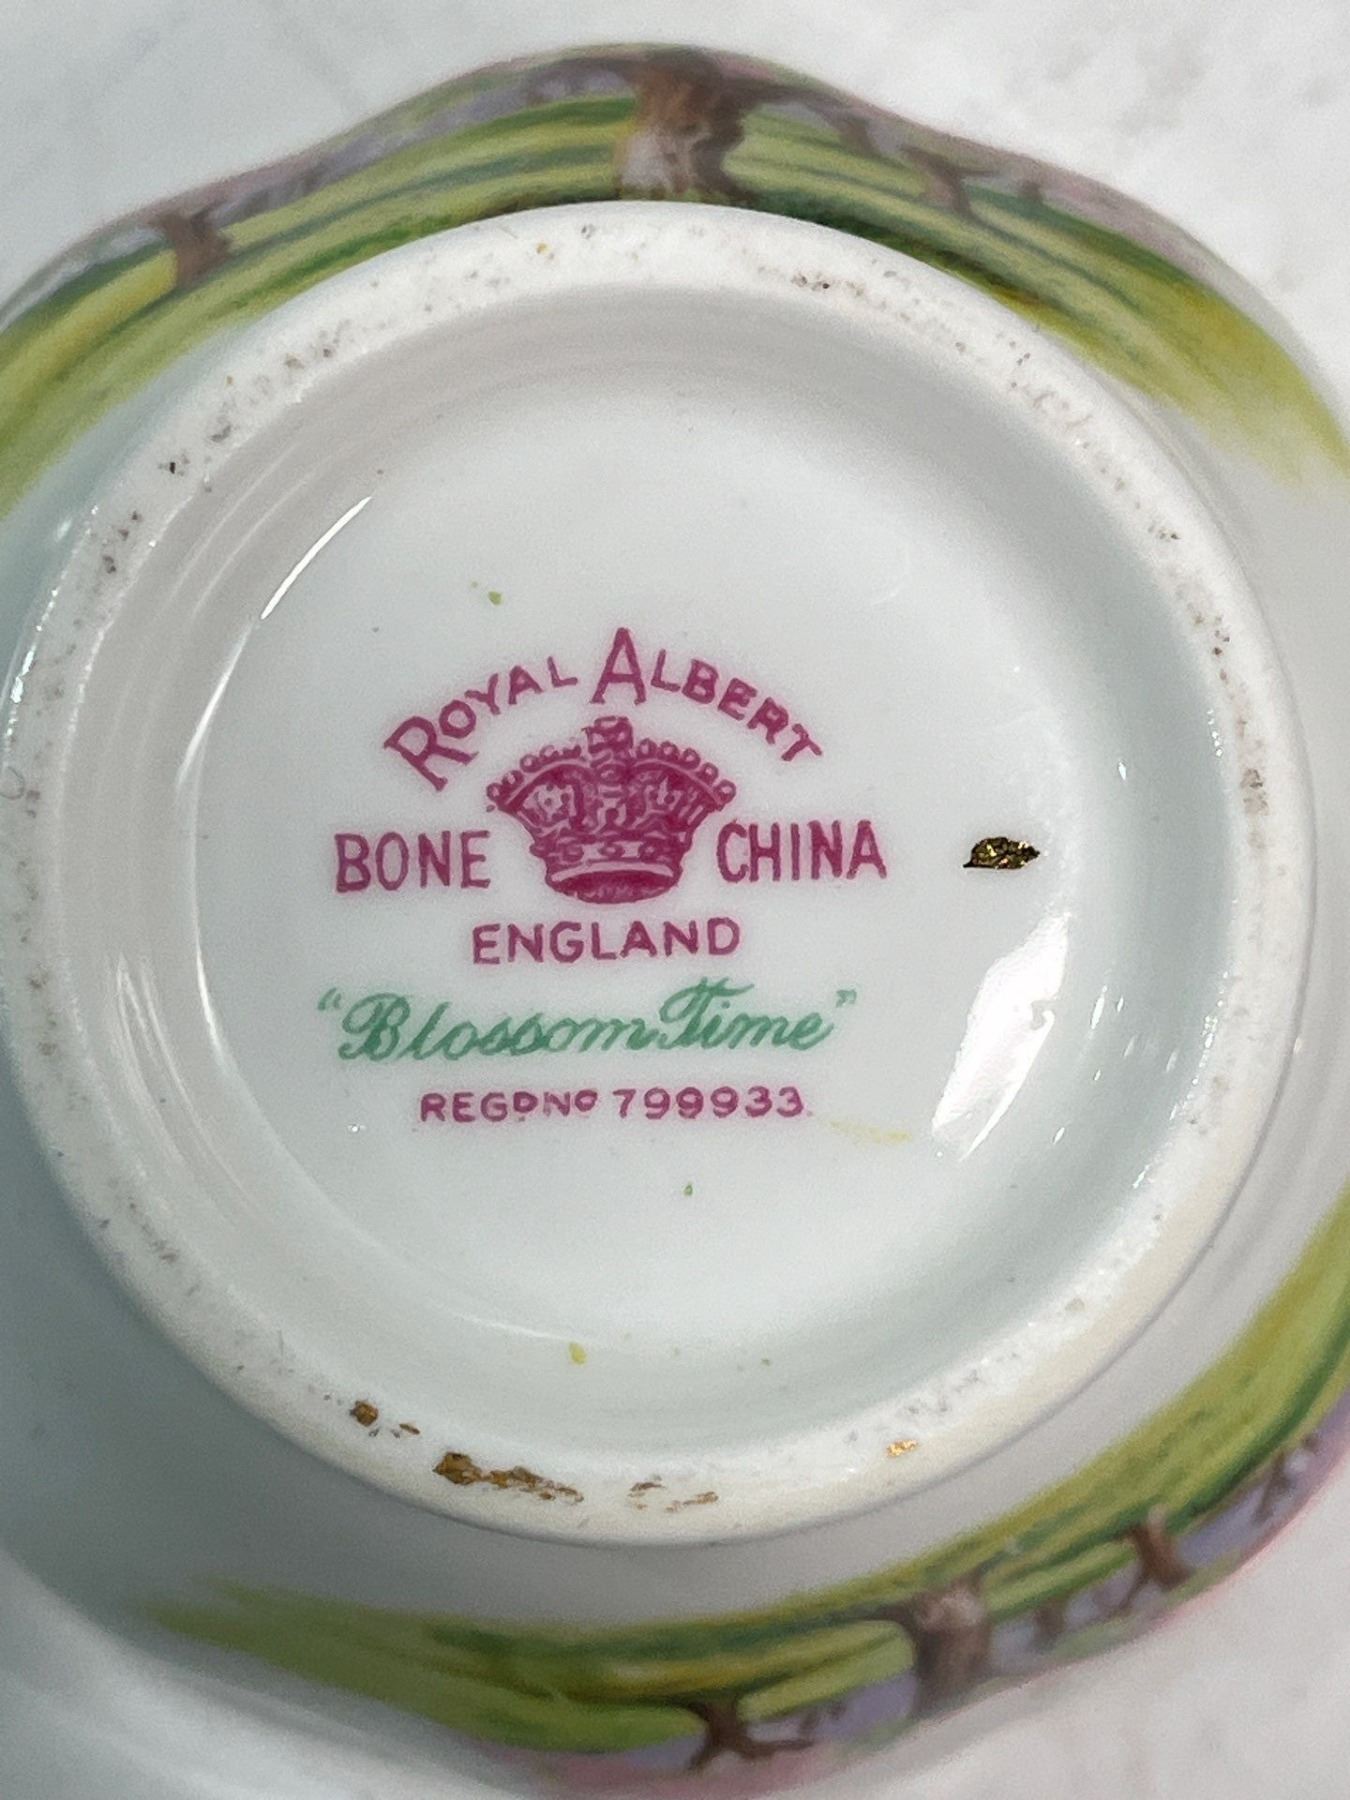 ROYAL ALBERT
BONE CHINA
ENGLAND
"Blossom Time"
REGDNO 799933.